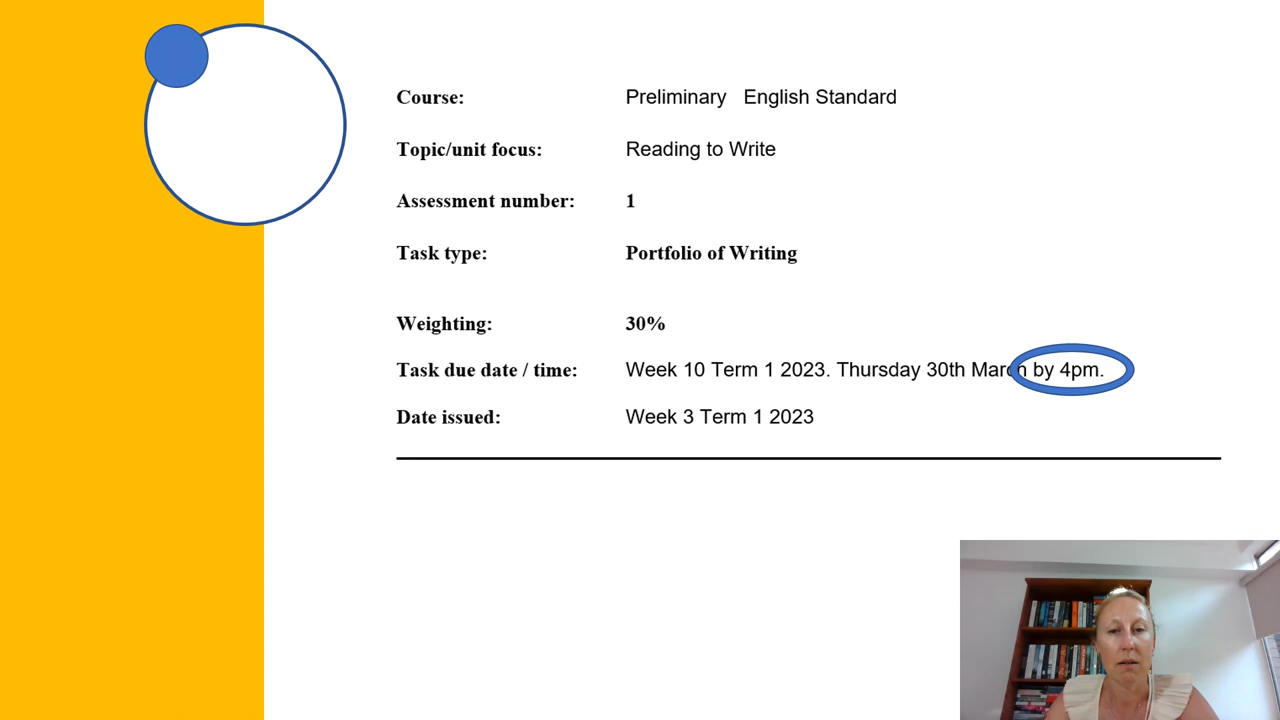 Course: Preliminary English Standard
Topic/unit focus: Reading to Write
Assessment number: 1
Task type: Portfolio of Writing
Weighting: 30%
Task due date / time: Week 10 Term 1 2023. Thursday 30th March by 4pm.
Date issued: Week 3 Term 1 2023